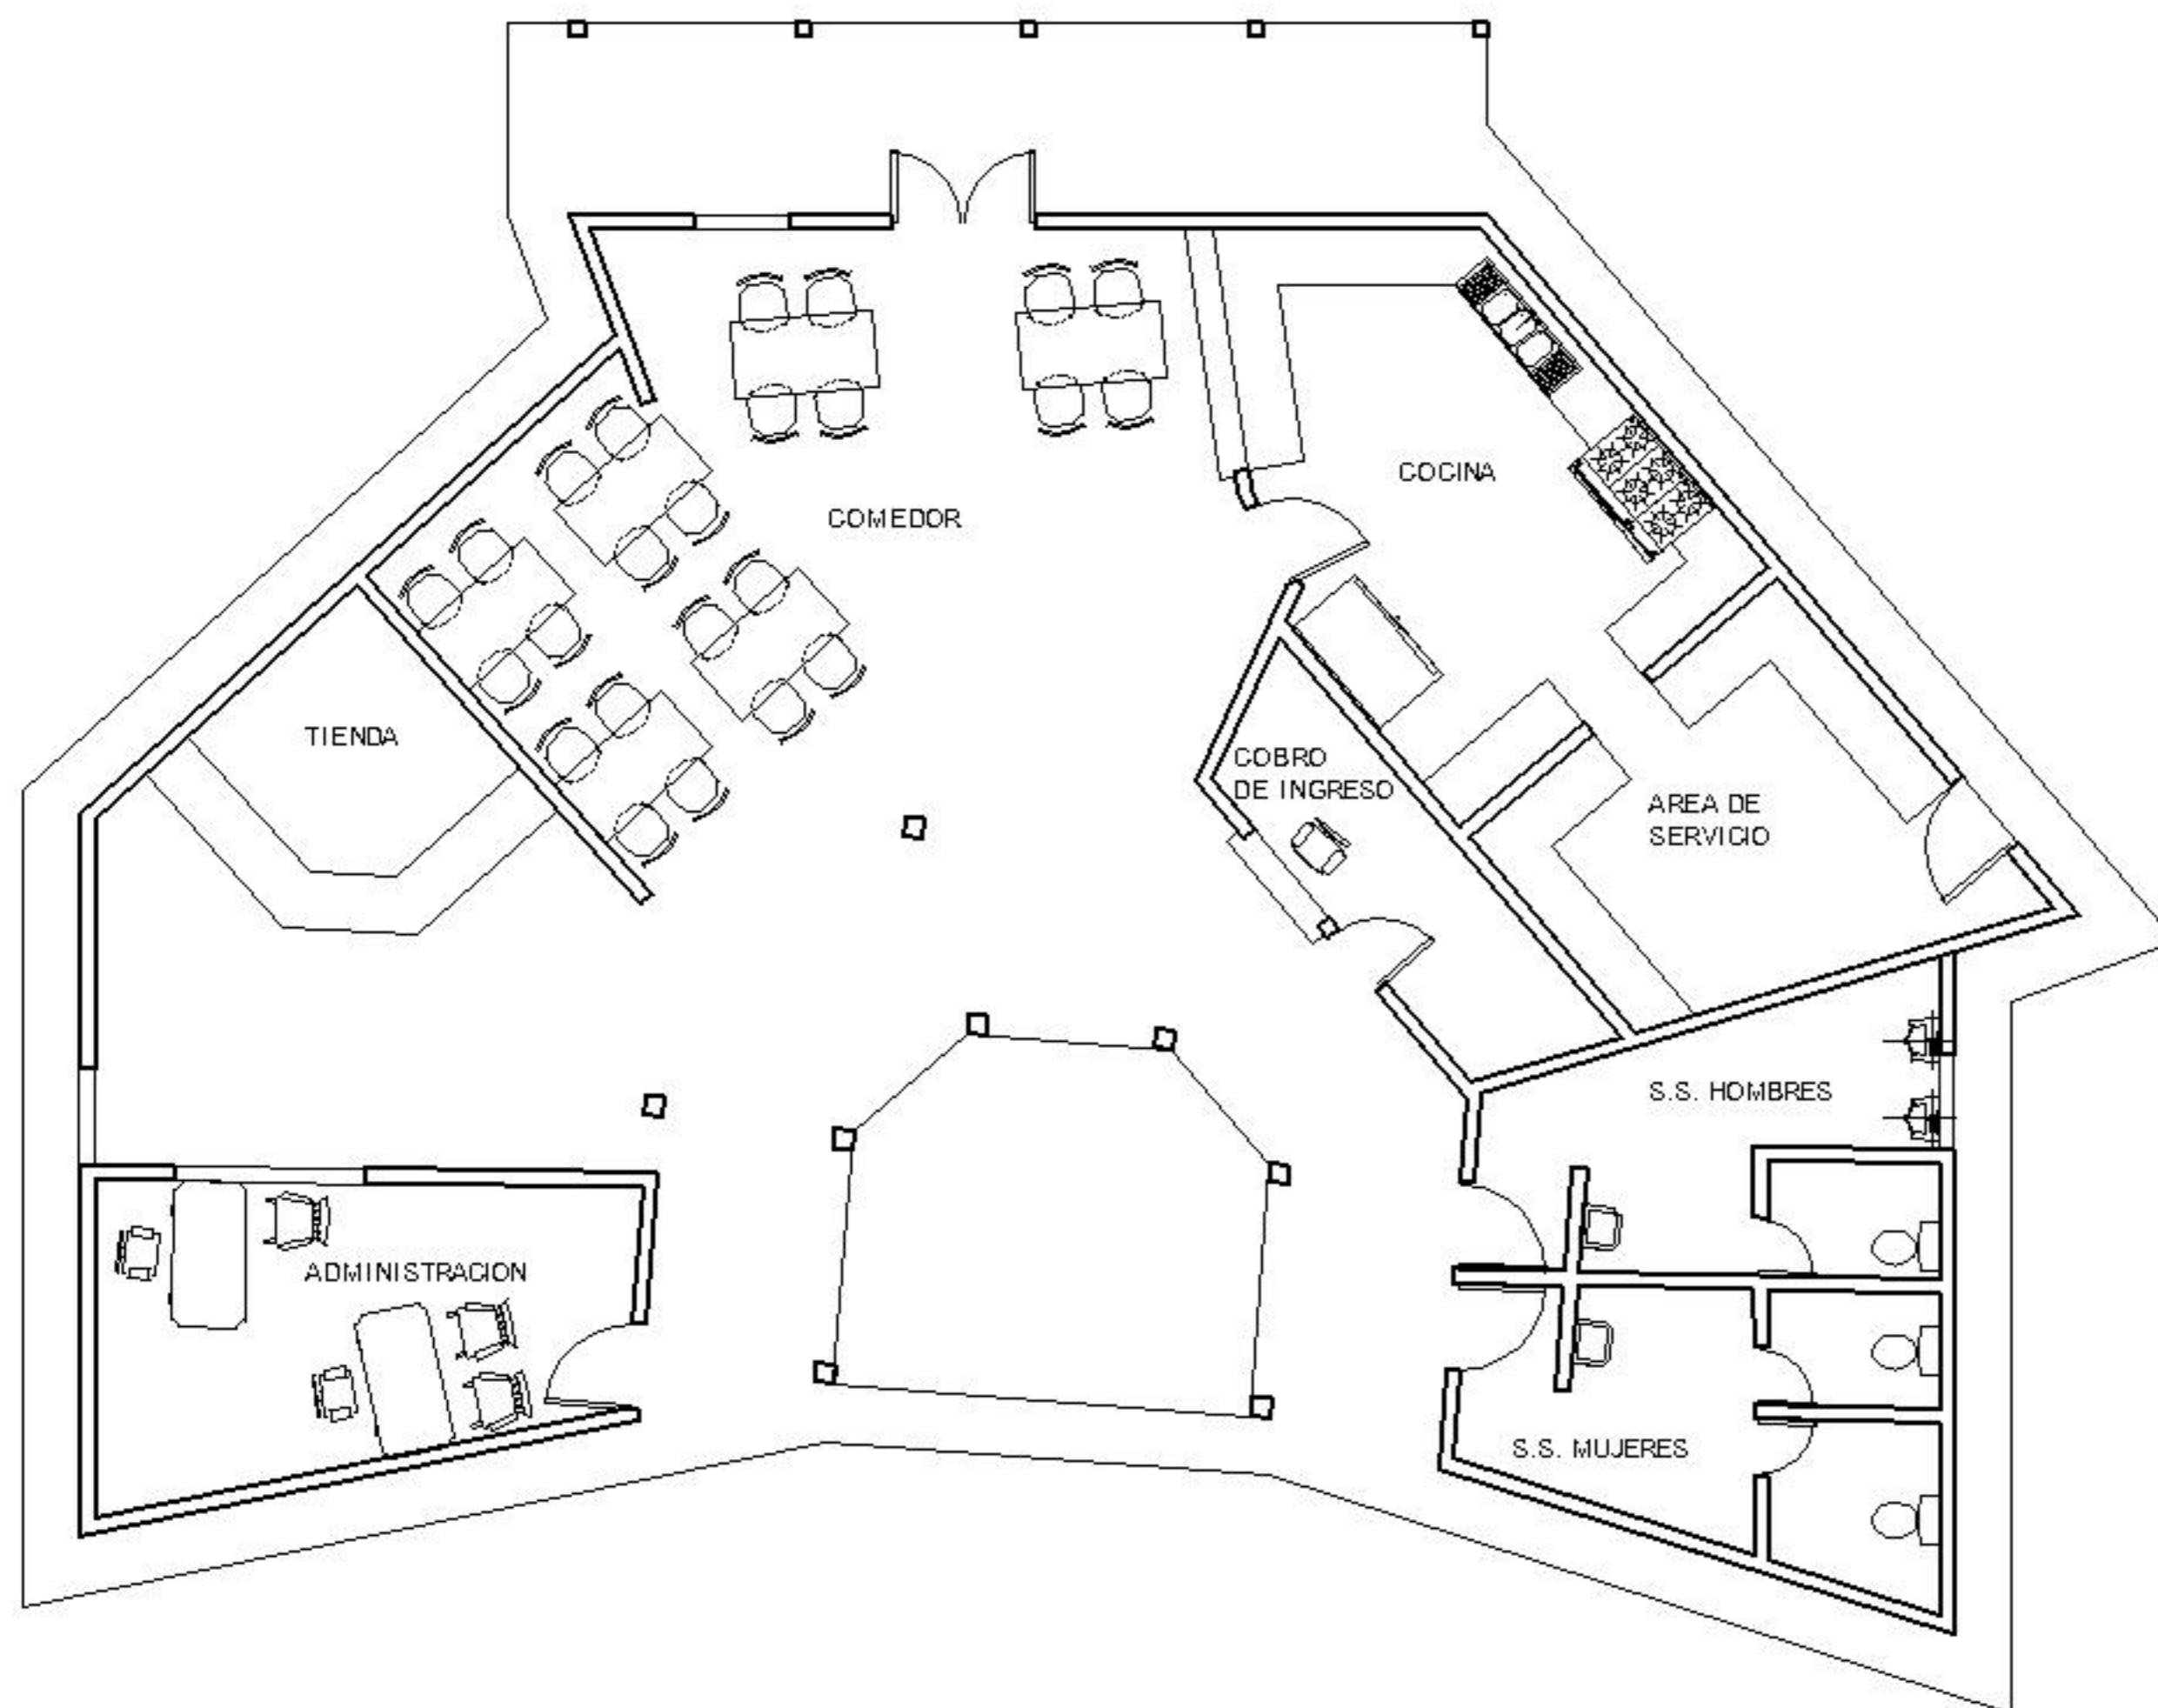 COCINA
COMEDOR
TIENDA
COBRO
DE INGRESO
AREA DE
SERVICIO
S.S. HOMBRES
ADMINISTRACION
S.S. MUJERES